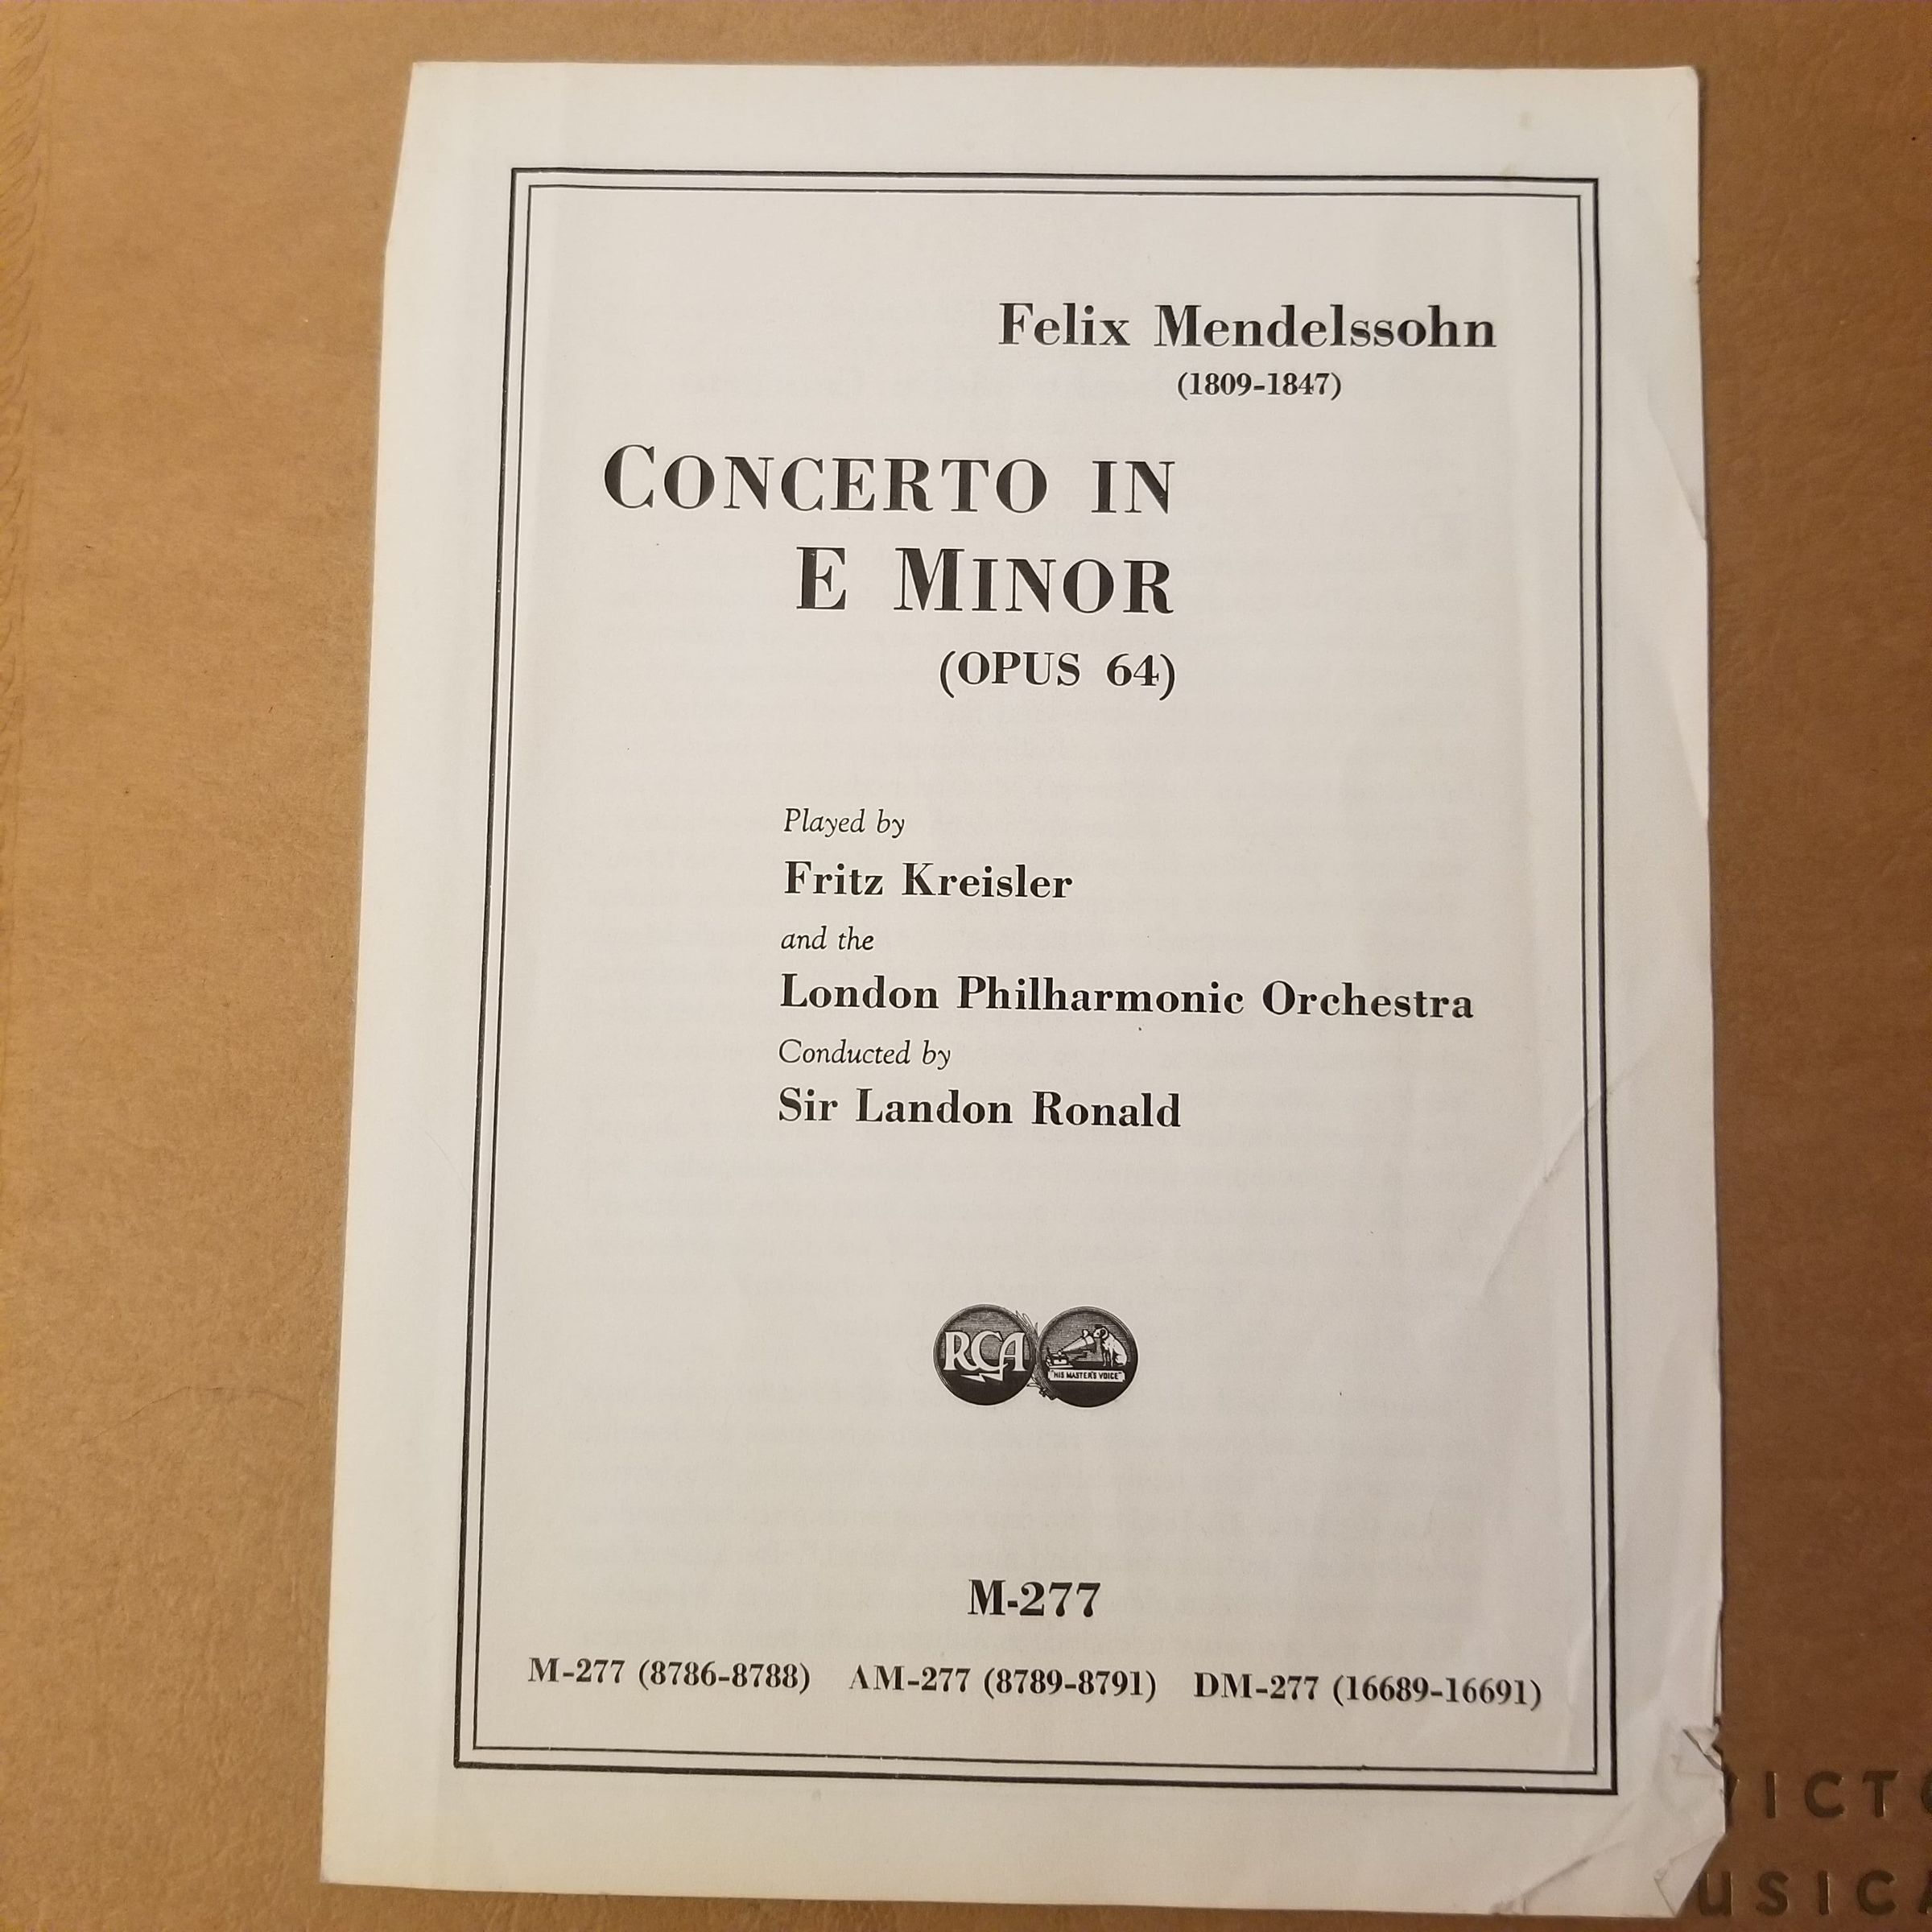 Felix Mendelssohn
(1809-1847)
CONCERTO IN
E MINOR
(OPUS 64)
Played by
Fritz Kreisler
and the
London Philharmonic Orchestra
Conducted by
Sir Landon Ronald
RCA
"HIS MASTER'S VOICE"
M-277
M-277 (8786-8788) AM-277 (8789-8791) DM-277 (16689-16691)